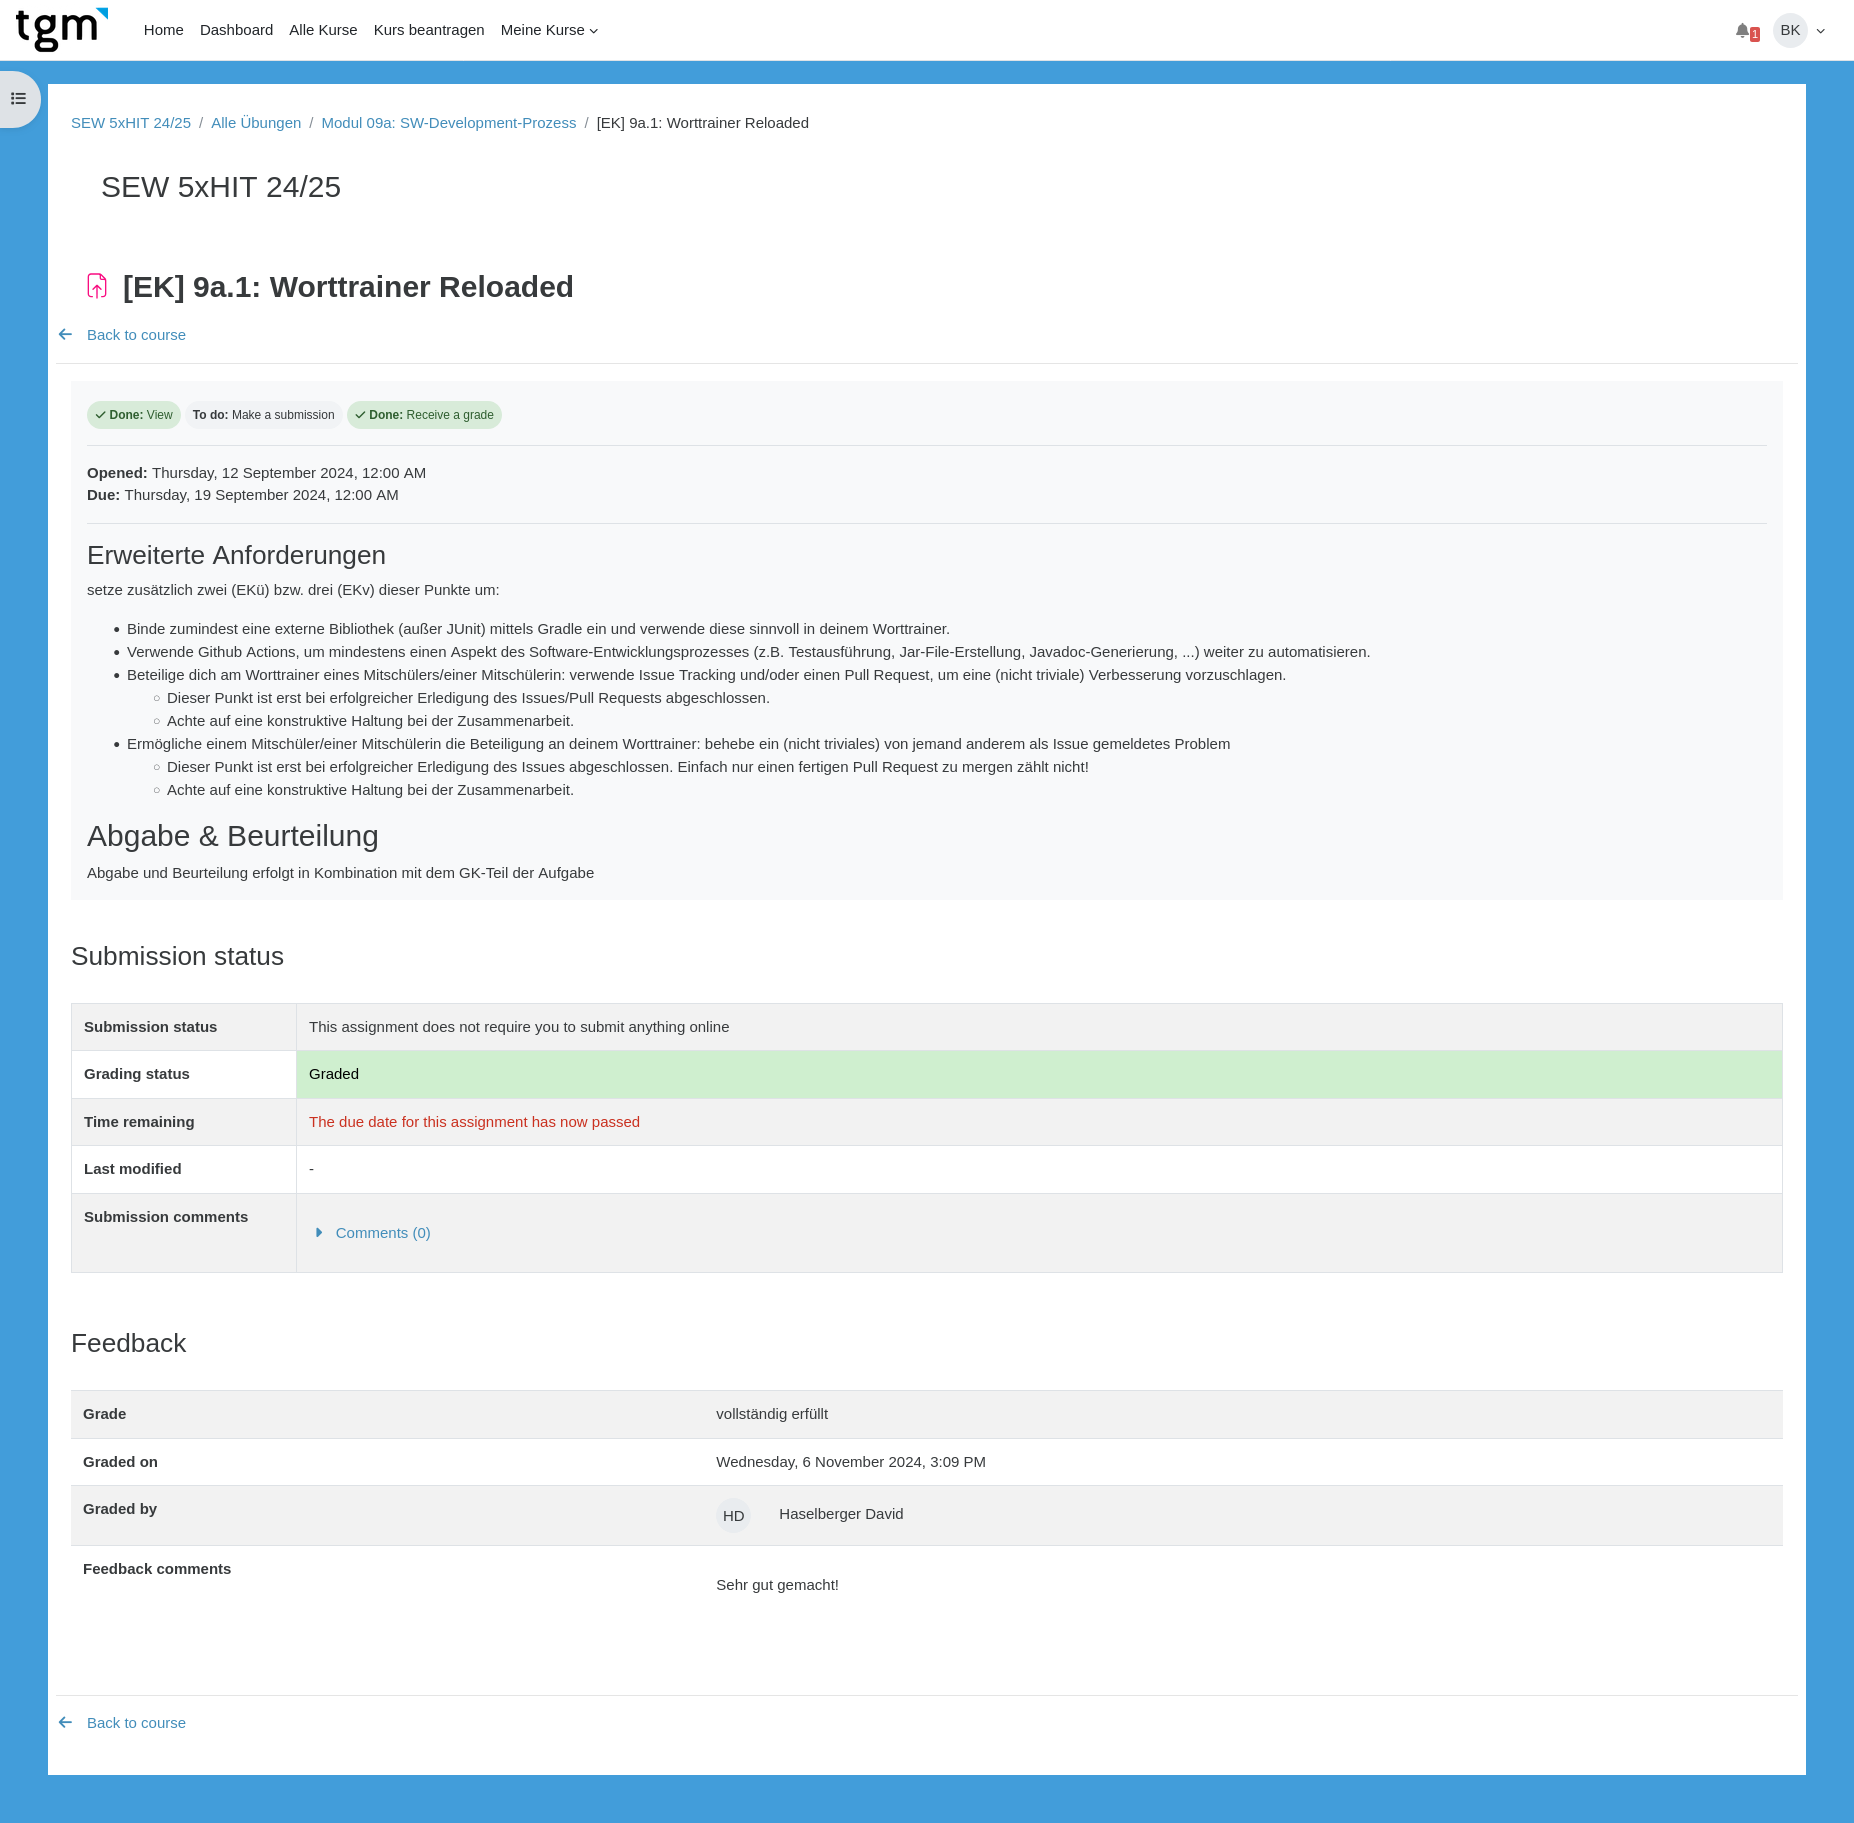 tgm
Home Dashboard Alle Kurse Kurs beantragen Meine Kurse
1
BK
SEW 5xHIT 24/25 / Alle Übungen / Modul 09a: SW-Development-Prozess / [EK] 9a.1: Worttrainer Reloaded
SEW 5xHIT 24/25
[EK] 9a.1: Worttrainer Reloaded
Back to course
Done: View To do: Make a submission Done: Receive a grade
Opened: Thursday, 12 September 2024, 12:00 AM
Due: Thursday, 19 September 2024, 12:00 AM
Erweiterte Anforderungen
setze zusätzlich zwei (EKü) bzw. drei (EKv) dieser Punkte um:
• Binde zumindest eine externe Bibliothek (außer JUnit) mittels Gradle ein und verwende diese sinnvoll in deinem Worttrainer.
• Verwende Github Actions, um mindestens einen Aspekt des Software-Entwicklungsprozesses (z.B. Testausführung, Jar-File-Erstellung, Javadoc-Generierung, ...) weiter zu automatisieren.
• Beteilige dich am Worttrainer eines Mitschülers/einer Mitschülerin: verwende Issue Tracking und/oder einen Pull Request, um eine (nicht triviale) Verbesserung vorzuschlagen.
○ Dieser Punkt ist erst bei erfolgreicher Erledigung des Issues/Pull Requests abgeschlossen.
○ Achte auf eine konstruktive Haltung bei der Zusammenarbeit.
• Ermögliche einem Mitschüler/einer Mitschülerin die Beteiligung an deinem Worttrainer: behebe ein (nicht triviales) von jemand anderem als Issue gemeldetes Problem
○ Dieser Punkt ist erst bei erfolgreicher Erledigung des Issues abgeschlossen. Einfach nur einen fertigen Pull Request zu mergen zählt nicht!
○ Achte auf eine konstruktive Haltung bei der Zusammenarbeit.
Abgabe & Beurteilung
Abgabe und Beurteilung erfolgt in Kombination mit dem GK-Teil der Aufgabe
Submission status
Submission status This assignment does not require you to submit anything online
Grading status Graded
Time remaining The due date for this assignment has now passed
Last modified -
Submission comments
Comments (0)
Feedback
Grade vollständig erfüllt
Graded on Wednesday, 6 November 2024, 3:09 PM
Graded by HD Haselberger David
Feedback comments
Sehr gut gemacht!
Back to course